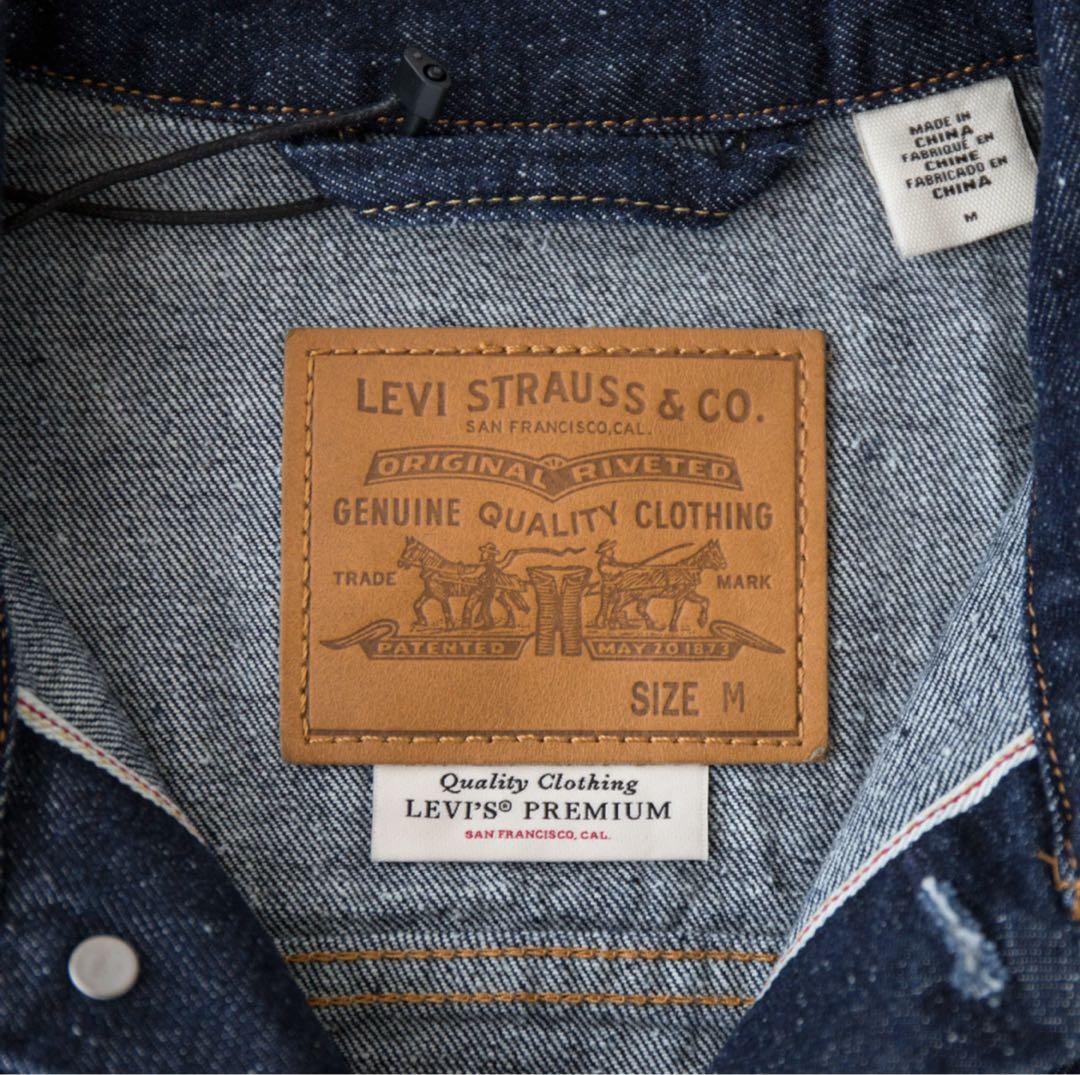 MADE IN
CHINA
FABRIQUÉ EN
CHINE
FABRICADO EN
CHINA
M
LEVI STRAUSS & CO.
SAN FRANCISCO, CAL.
ORIGINAL RIVETED
GENUINE QUALITY CLOTHING
TRADE MARK
PATENTED MAY 20 1873
SIZE M
Quality Clothing
LEVI'S® PREMIUM
SAN FRANCISCO, CAL.